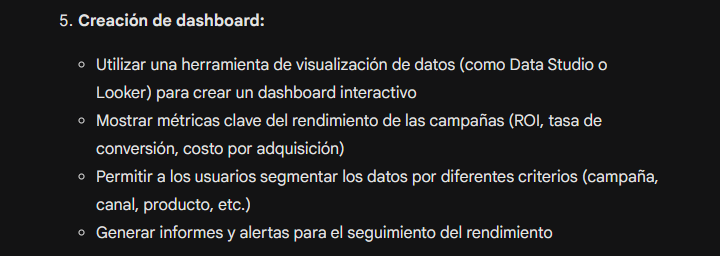 5. Creación de dashboard:
◦ Utilizar una herramienta de visualización de datos (como Data Studio o
Looker) para crear un dashboard interactivo
◦ Mostrar métricas clave del rendimiento de las campañas (ROI, tasa de
conversión, costo por adquisición)
◦ Permitir a los usuarios segmentar los datos por diferentes criterios (campaña,
canal, producto, etc.)
◦ Generar informes y alertas para el seguimiento del rendimiento